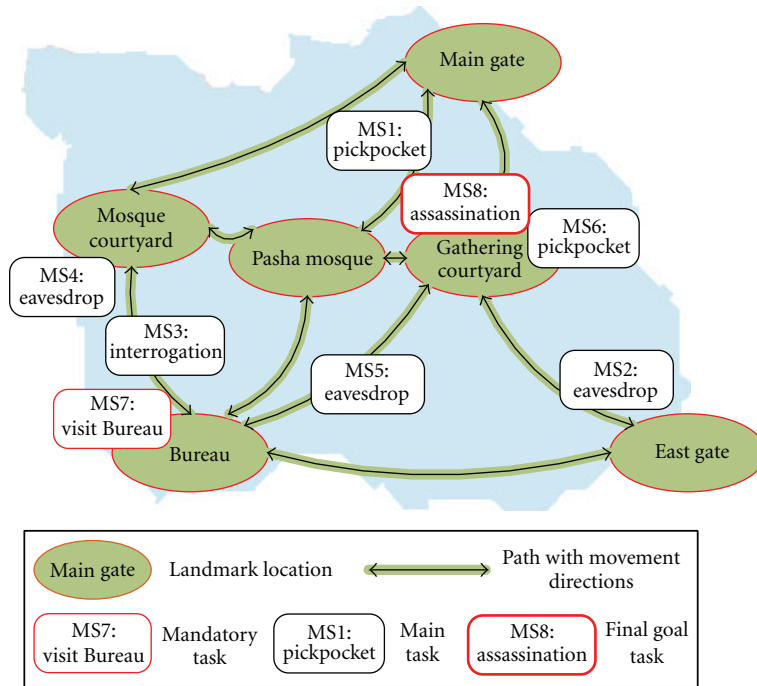 Main gate
MS1:
pickpocket
MS8:
assassination
Mosque
courtyard
MS6:
pickpocket
Pasha mosque
Gathering
courtyard
MS4:
eavesdrop
MS3:
interrogation
MS5:
eavesdrop
MS2:
eavesdrop
MS7:
visit Bureau
Bureau
East gate
Main gate
Landmark location
Path with movement
directions
MS7:
visit Bureau
Mandatory
task
MS1:
pickpocket
Main
task
MS8:
assassination
Final goal
task